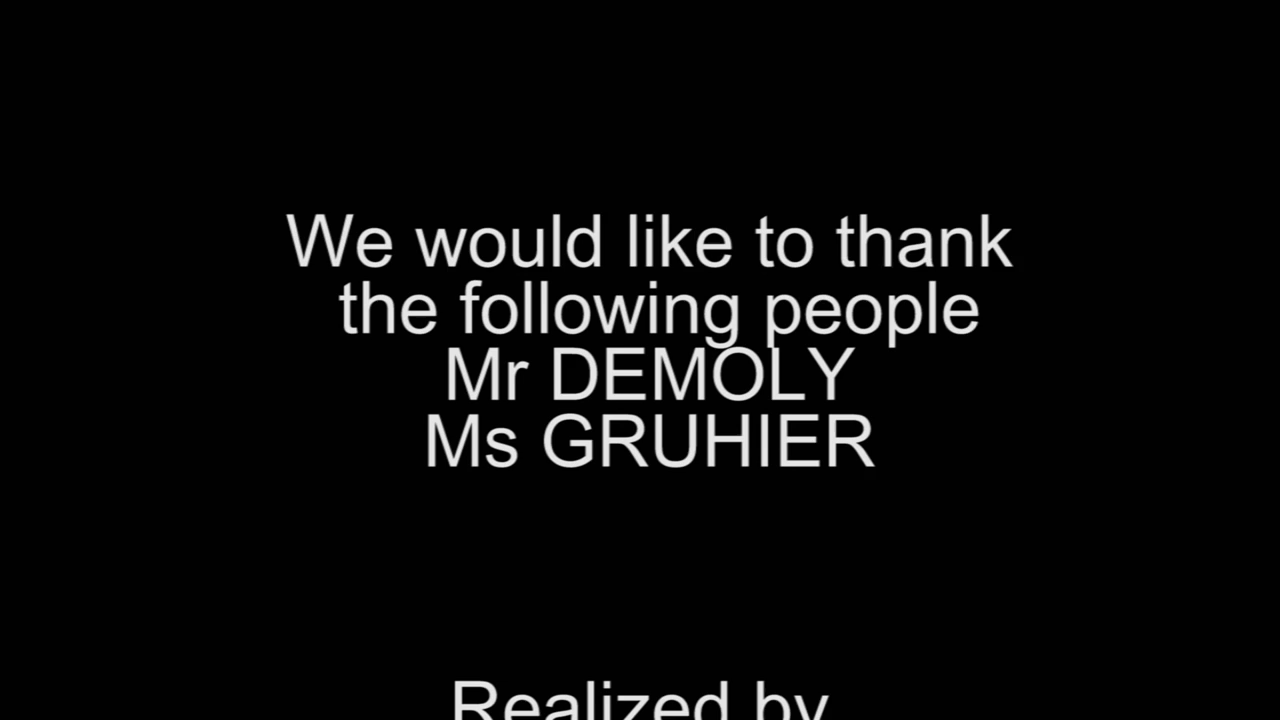 We would like to thank
the following people
Mr DEMOLY
Ms GRUHIER
Realized by